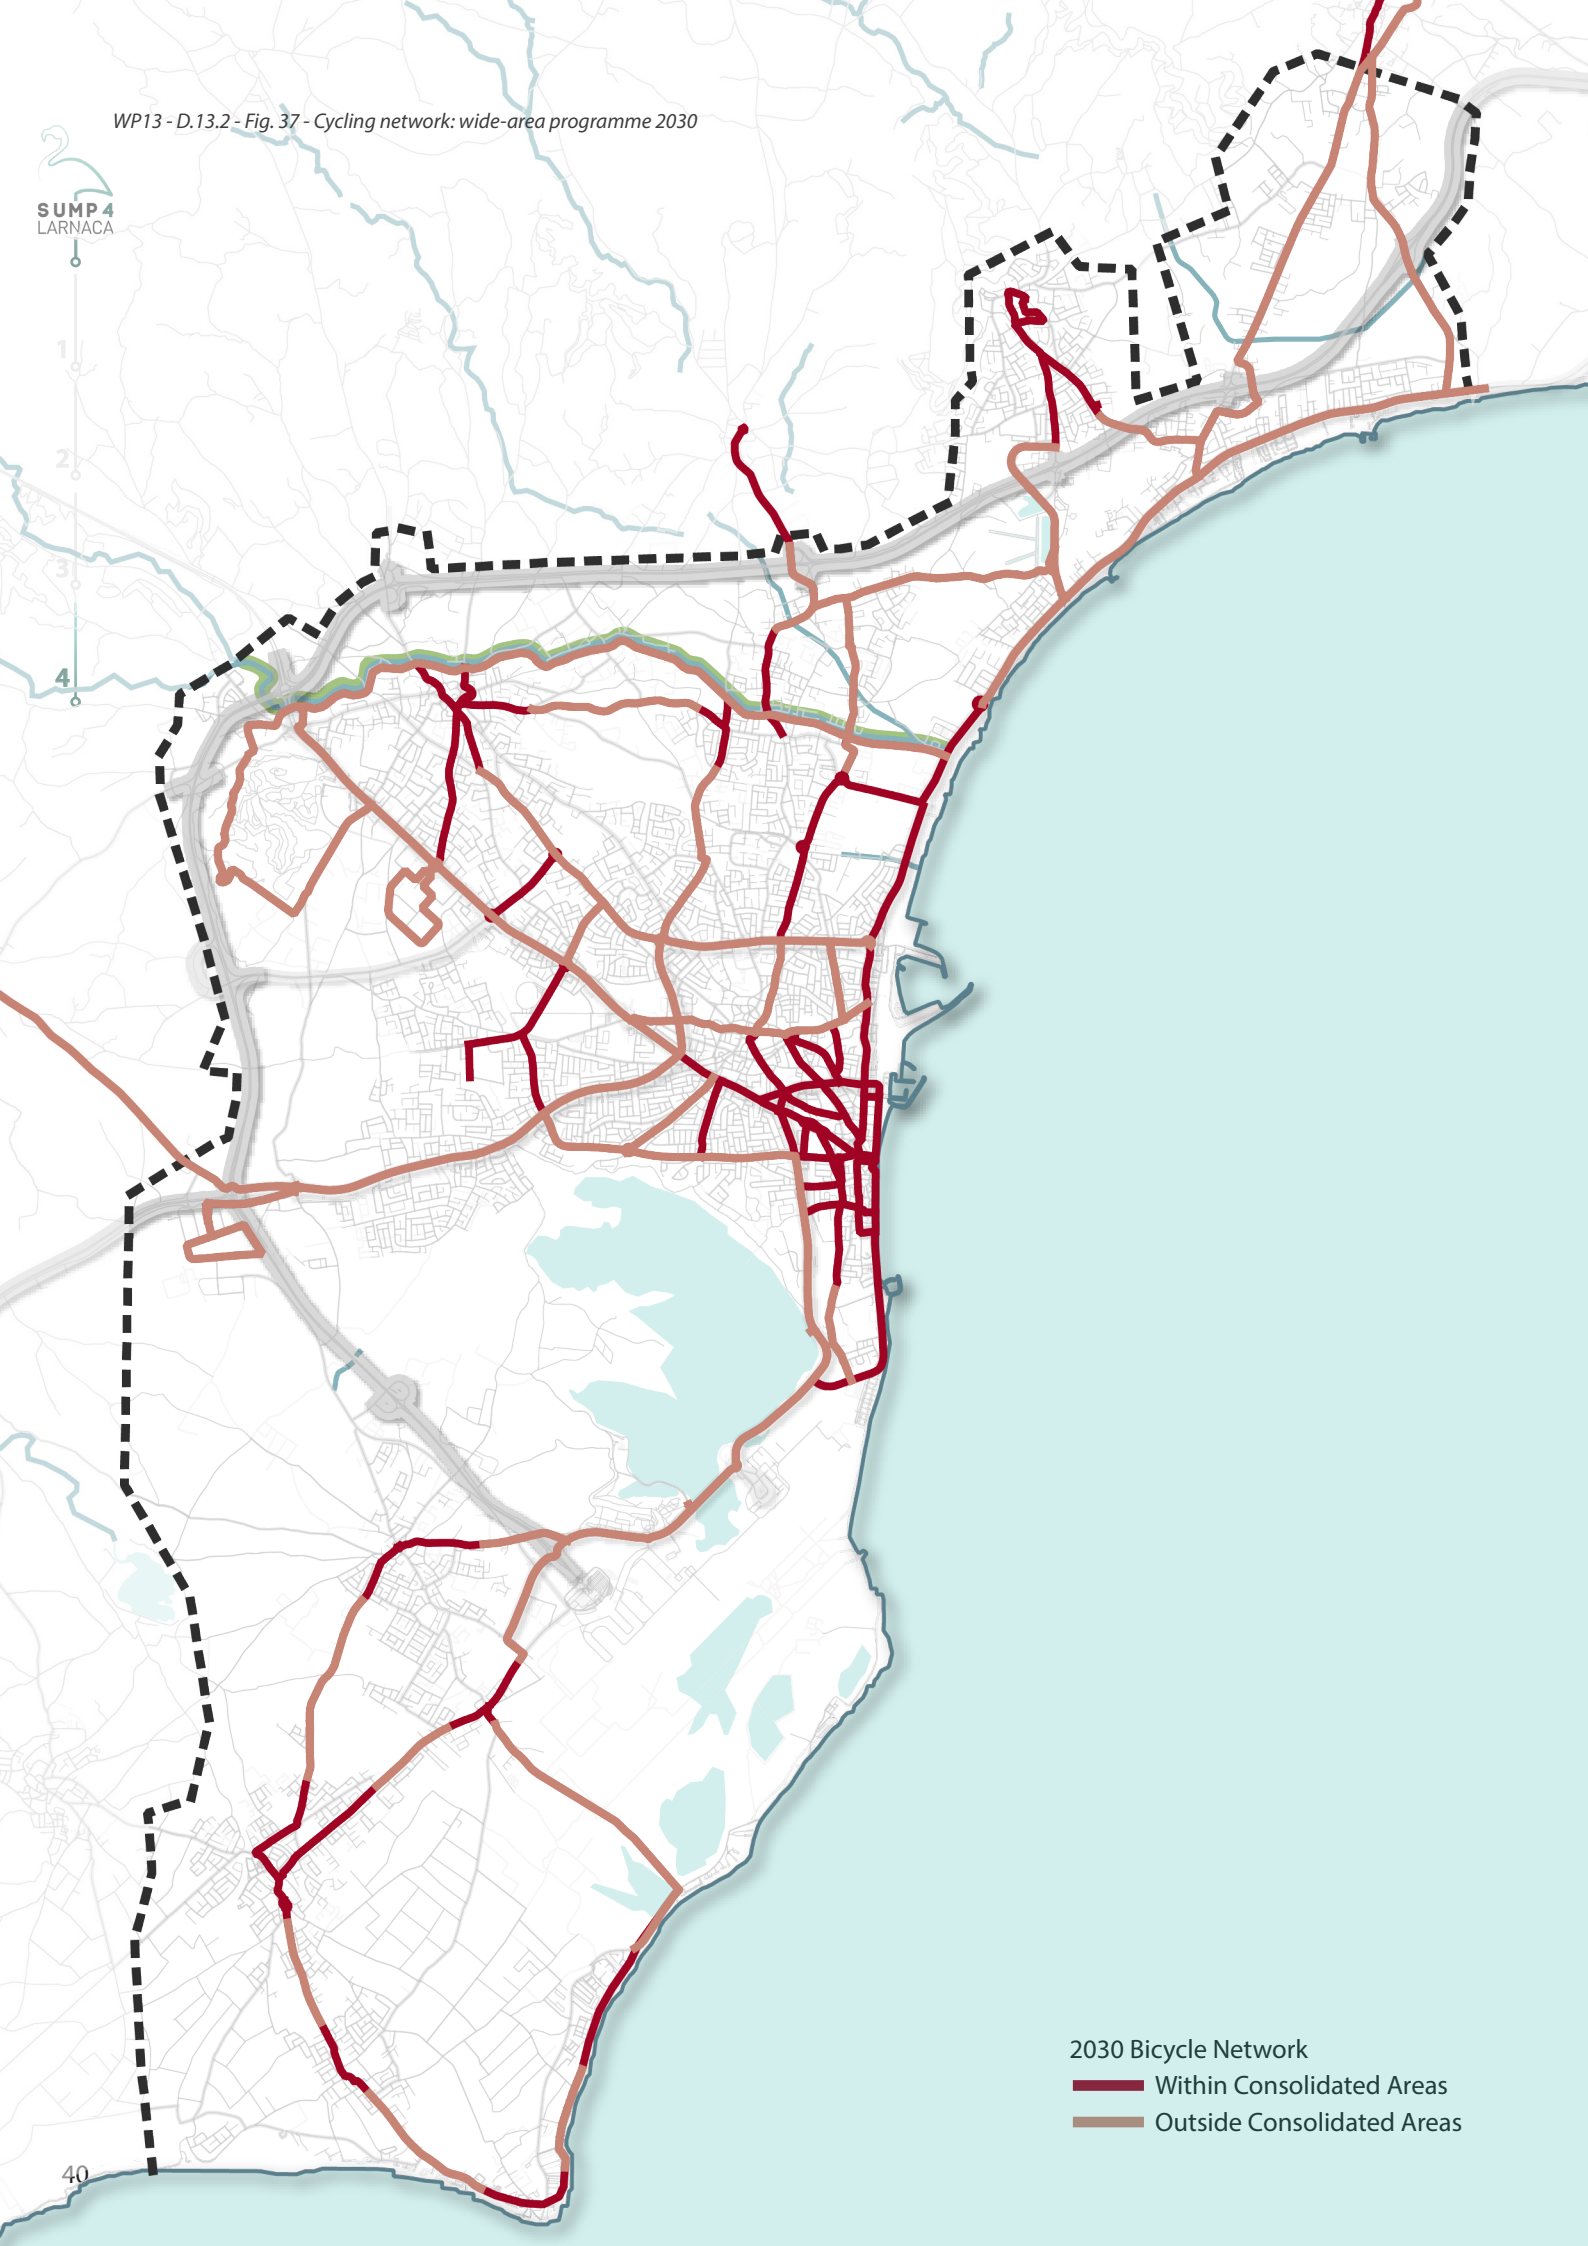 WP13 - D.13.2 - Fig. 37 - Cycling network: wide-area programme 2030
SUMP4
LARNACA
1
2
3
4
2030 Bicycle Network
Within Consolidated Areas
Outside Consolidated Areas
40